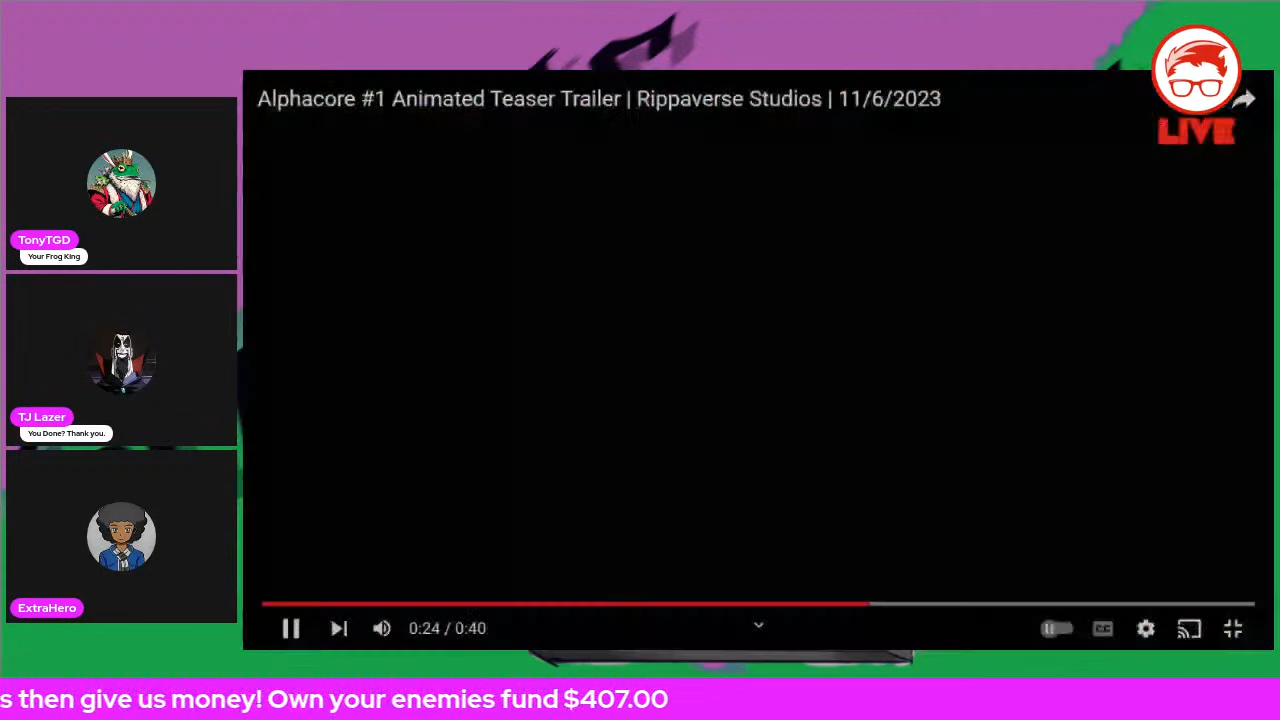 Alphacore #1 Animated Teaser Trailer | Rippaverse Studios | 11/6/2023
LIVE
TonyTGD
Your Frog King
TJ Lazer
You Done? Thank you.
ExtraHero
0:24 / 0:40
CC
s then give us money! Own your enemies fund $407.00